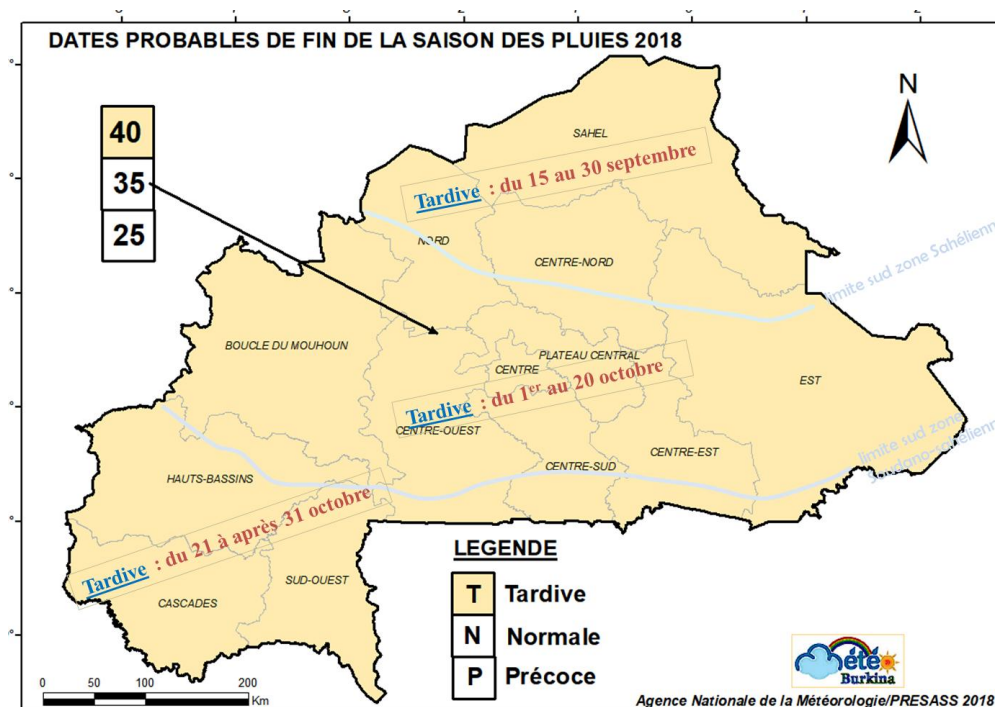 DATES PROBABLES DE FIN DE LA SAISON DES PLUIES 2018
N
40
35
25
SAHEL
Tardive : du 15 au 30 septembre
NORD
CENTRE-NORD
limite sud zone Sahélienn
BOUCLE DU MOUHOUN
PLATEAU CENTRAL
CENTRE
EST
Tardive : du 1er au 20 octobre
CENTRE-OUEST
CENTRE-EST
CENTRE-SUD
limite sud zone
Soudano-sahélienn
HAUTS-BASSINS
Tardive : du 21 à après 31 octobre
SUD-OUEST
CASCADES
LEGENDE
T Tardive
N Normale
P Précoce
0 50 100 200
Km
été
Burkina
Agence Nationale de la Météorologie/PRESASS 2018